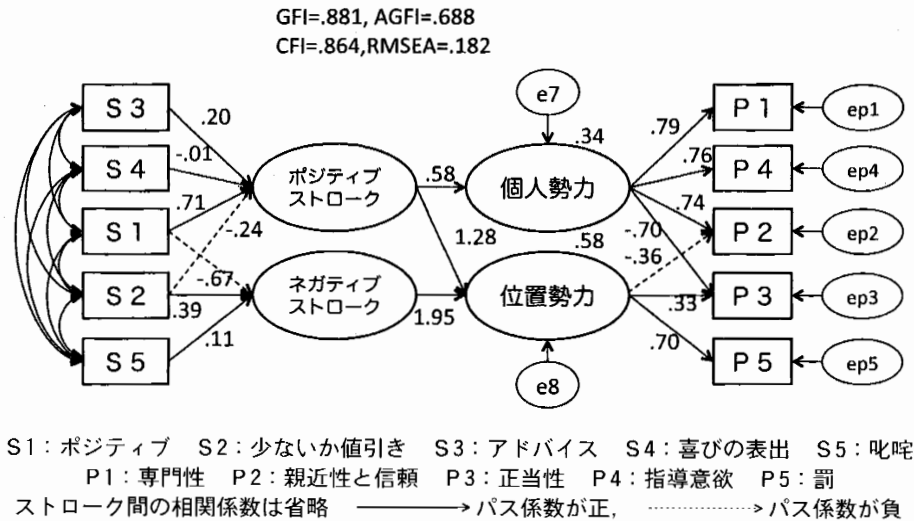 GFI=.881, AGFI=.688
CFI=.864,RMSEA=.182
S3
S4
S1
S2
S5
.20
-.01
.71
-.24
-.67
.39
.11
ポジティブ
ストローク
ネガティブ
ストローク
.58
1.28
1.95
e7
.34
個人勢力
.58
位置勢力
e8
.79
.76
.74
-.70
-.36
.33
.70
P1
P4
P2
P3
P5
ep1
ep4
ep2
ep3
ep5
S1：ポジティブ S2：少ないか値引き S3：アドバイス S4：喜びの表出 S5：叱咤
P1：専門性 P2：親近性と信頼 P3：正当性 P4：指導意欲 P5：罰
ストローク間の相関係数は省略 パス係数が正, パス係数が負